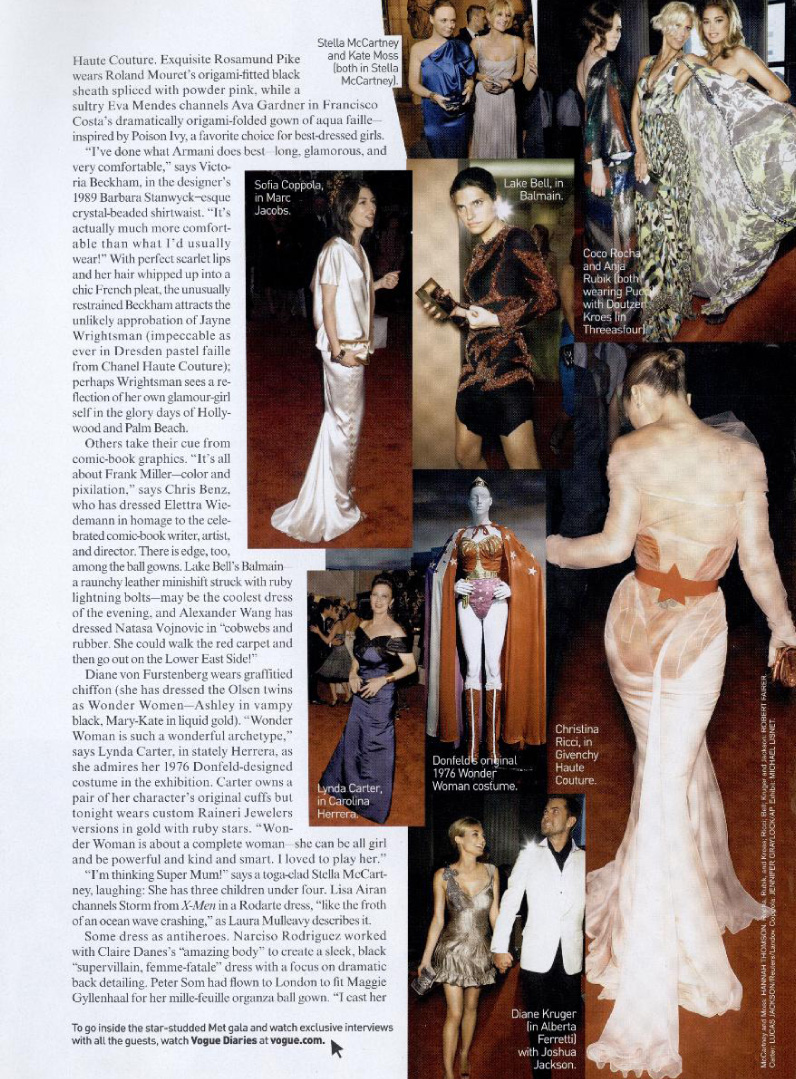 Haute Couture. Exquisite Rosamund Pike
wears Roland Mouret's origami-fitted black
sheath spliced with powder pink, while a
sultry Eva Mendes channels Ava Gardner in Francisco
Costa's dramatically origami-folded gown of aqua faille—
inspired by Poison Ivy, a favorite choice for best-dressed girls.
"I've done what Armani does best—long, glamorous, and
very comfortable," says Victo-
ria Beckham, in the designer's
1989 Barbara Stanwyck–esque
crystal-beaded shirtwaist. "It's
actually much more comfort-
able than what I'd usually
wear!" With perfect scarlet lips
and her hair whipped up into a
chic French pleat, the unusually
restrained Beckham attracts the
unlikely approbation of Jayne
Wrightsman (impeccable as
ever in Dresden pastel faille
from Chanel Haute Couture);
perhaps Wrightsman sees a re-
flection of her own glamour-girl
self in the glory days of Holly-
wood and Palm Beach.
Others take their cue from
comic-book graphics. "It's all
about Frank Miller—color and
pixilation," says Chris Benz,
who has dressed Elettra Wie-
demann in homage to the cele-
brated comic-book writer, artist,
and director. There is edge, too,
among the ball gowns. Lake Bell's Balmain—
a raunchy leather minishift struck with ruby
lightning bolts—may be the coolest dress
of the evening, and Alexander Wang has
dressed Natasa Vojnovic in "cobwebs and
rubber. She could walk the red carpet and
then go out on the Lower East Side!"
Diane von Furstenberg wears graffitied
chiffon (she has dressed the Olsen twins
as Wonder Women—Ashley in vampy
black, Mary-Kate in liquid gold). "Wonder
Woman is such a wonderful archetype,"
says Lynda Carter, in stately Herrera, as
she admires her 1976 Donfeld-designed
costume in the exhibition. Carter owns a
pair of her character's original cuffs but
tonight wears custom Raineri Jewelers
versions in gold with ruby stars. "Won-
der Woman is about a complete woman—she can be all girl
and be powerful and kind and smart. I loved to play her."
"I'm thinking Super Mum!" says a toga-clad Stella McCart-
ney, laughing: She has three children under four. Lisa Airan
channels Storm from X-Men in a Rodarte dress, "like the froth
of an ocean wave crashing," as Laura Mulleavy describes it.
Some dress as antiheroes. Narciso Rodriguez worked
with Claire Danes's "amazing body" to create a sleek, black
"supervillain, femme-fatale" dress with a focus on dramatic
back detailing. Peter Som had flown to London to fit Maggie
Gyllenhaal for her mille-feuille organza ball gown. "I cast her
To go inside the star-studded Met gala and watch exclusive interviews
with all the guests, watch Vogue Diaries at vogue.com.
Stella McCartney
and Kate Moss
(both in Stella
McCartney).
Sofia Coppola,
in Marc
Jacobs.
Lake Bell, in
Balmain.
Coco Rocha
and Anja
Rubik (both
wearing Pucci)
with Doutzen
Kroes (in
Threeasfour).
Lynda Carter,
in Carolina
Herrera.
Donfeld's original
1976 Wonder
Woman costume.
Christina
Ricci, in
Givenchy
Haute
Couture.
Diane Kruger
(in Alberta
Ferretti)
with Joshua
Jackson.
McCartney and Moss: HANNAH THOMSON. Rocha, Rubik, and Kroes; Ricci; Bell; Kruger and Jackson: ROBERT FAIRER.
Carter: LUCAS JACKSON/Reuters/Landov. Coppola: JENNIFER GRAYLOCK/AP. Exhibit: MICHAEL LISNET.